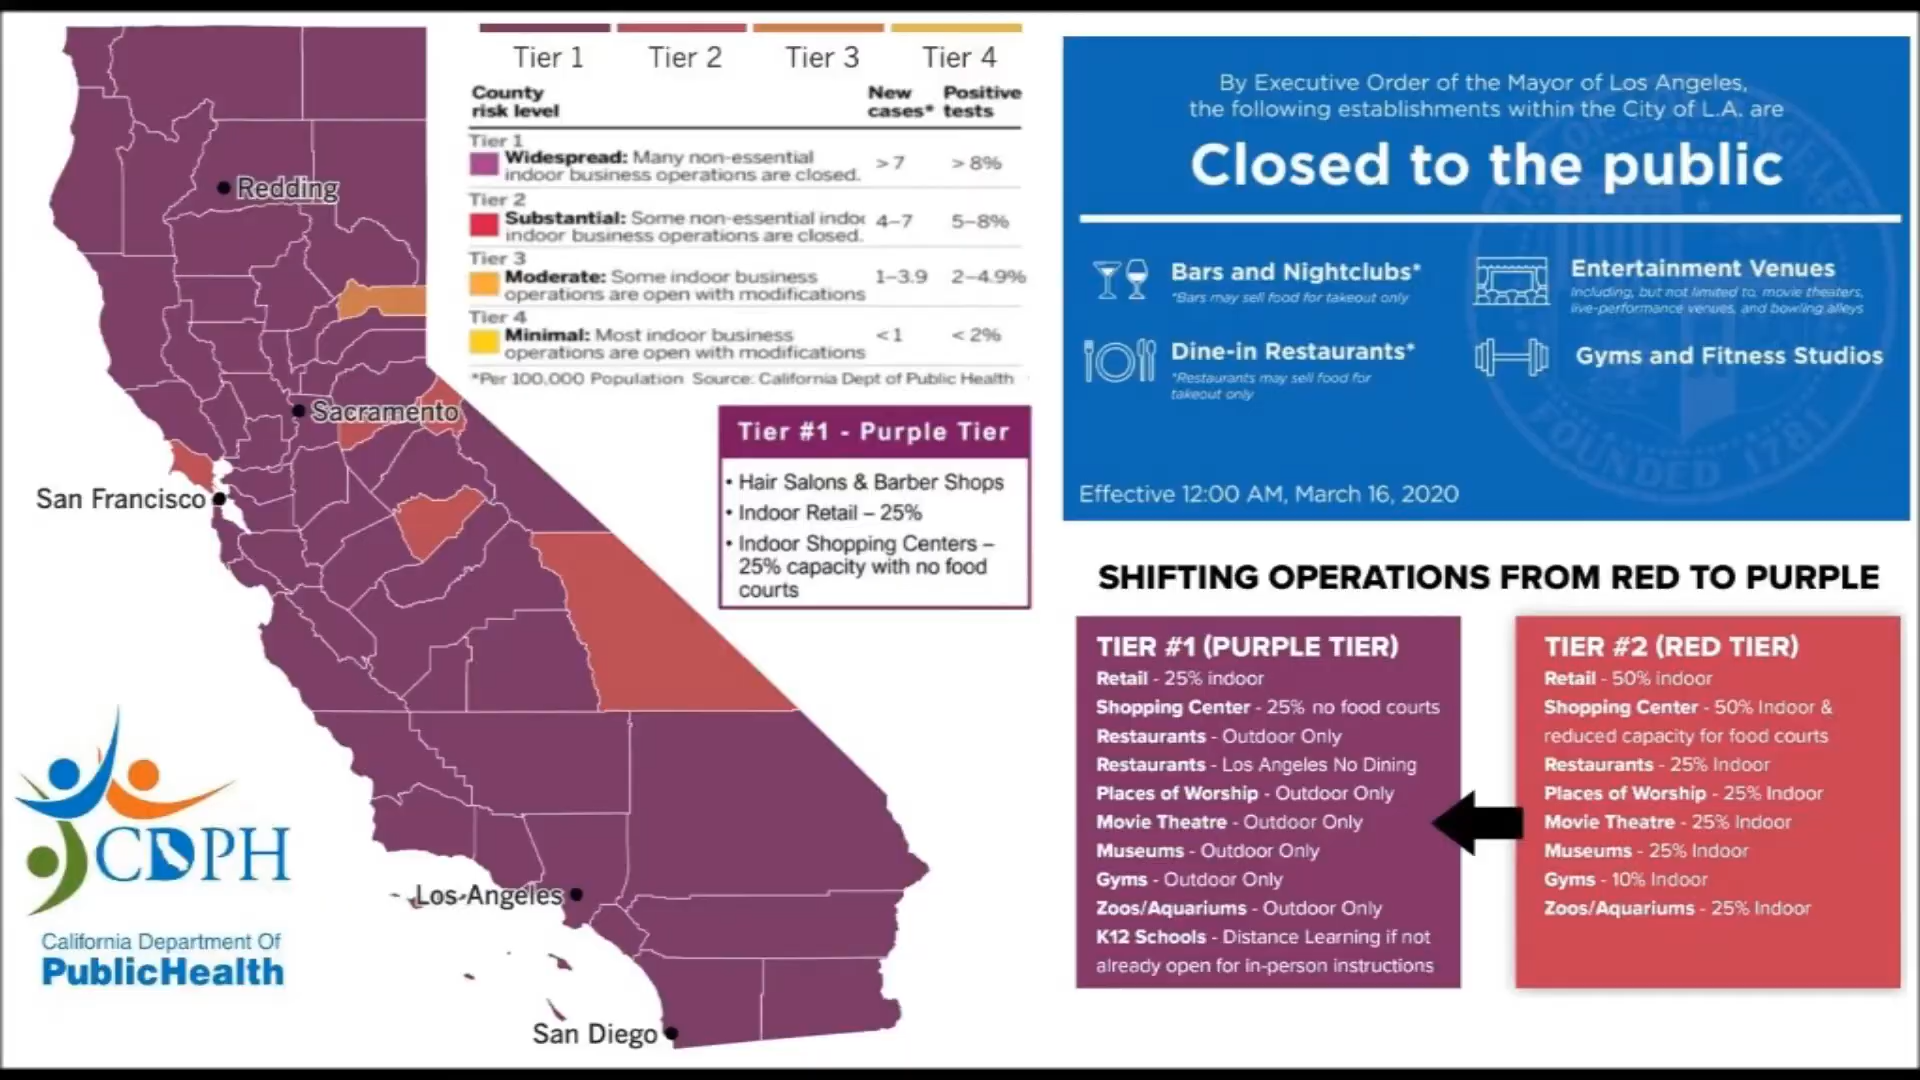 Redding
Sacramento
San Francisco
Los Angeles
San Diego
CDPH
California Department Of
PublicHealth
Tier 1
Tier 2
Tier 3
Tier 4
County risk level
New cases*
Positive tests
Tier 1
Widespread: Many non-essential > 7 > 8%
indoor business operations are closed.
Tier 2
Substantial: Some non-essential indoo 4–7 5–8%
indoor business operations are closed.
Tier 3
Moderate: Some indoor business 1–3.9 2–4.9%
operations are open with modifications
Tier 4
Minimal: Most indoor business < 1 < 2%
operations are open with modifications
*Per 100,000 Population Source: California Dept of Public Health
Tier #1 - Purple Tier
• Hair Salons & Barber Shops
• Indoor Retail – 25%
• Indoor Shopping Centers –
25% capacity with no food
courts
By Executive Order of the Mayor of Los Angeles,
the following establishments within the City of L.A. are
Closed to the public
Bars and Nightclubs*
*Bars may sell food for takeout only
Dine-in Restaurants*
*Restaurants may sell food for
takeout only
Entertainment Venues
Including, but not limited to, movie theaters,
live-performance venues, and bowling alleys
Gyms and Fitness Studios
Effective 12:00 AM, March 16, 2020
FOUNDED 1781
SHIFTING OPERATIONS FROM RED TO PURPLE
TIER #1 (PURPLE TIER)
Retail - 25% indoor
Shopping Center - 25% no food courts
Restaurants - Outdoor Only
Restaurants - Los Angeles No Dining
Places of Worship - Outdoor Only
Movie Theatre - Outdoor Only
Museums - Outdoor Only
Gyms - Outdoor Only
Zoos/Aquariums - Outdoor Only
K12 Schools - Distance Learning if not
already open for in-person instructions
TIER #2 (RED TIER)
Retail - 50% indoor
Shopping Center - 50% Indoor &
reduced capacity for food courts
Restaurants - 25% Indoor
Places of Worship - 25% Indoor
Movie Theatre - 25% Indoor
Museums - 25% Indoor
Gyms - 10% Indoor
Zoos/Aquariums - 25% Indoor